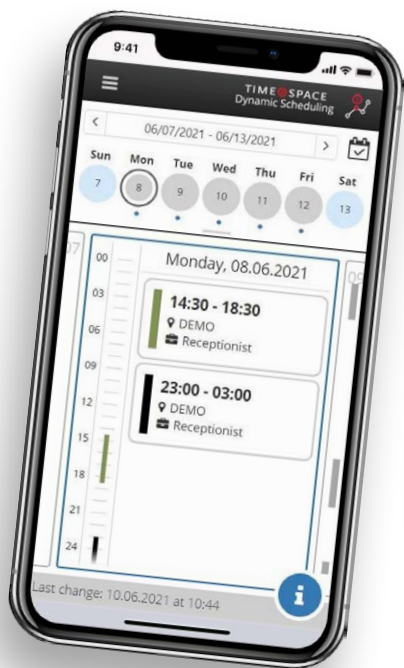 9:41
TIME SPACE
Dynamic Scheduling
< 06/07/2021 - 06/13/2021 >
Sun Mon Tue Wed Thu Fri Sat
7 8 9 10 11 12 13
07
Monday, 08.06.2021
09
00
03
06
09
12
15
18
21
24
14:30 - 18:30
DEMO
Receptionist
23:00 - 03:00
DEMO
Receptionist
Last change: 10.06.2021 at 10:44
i